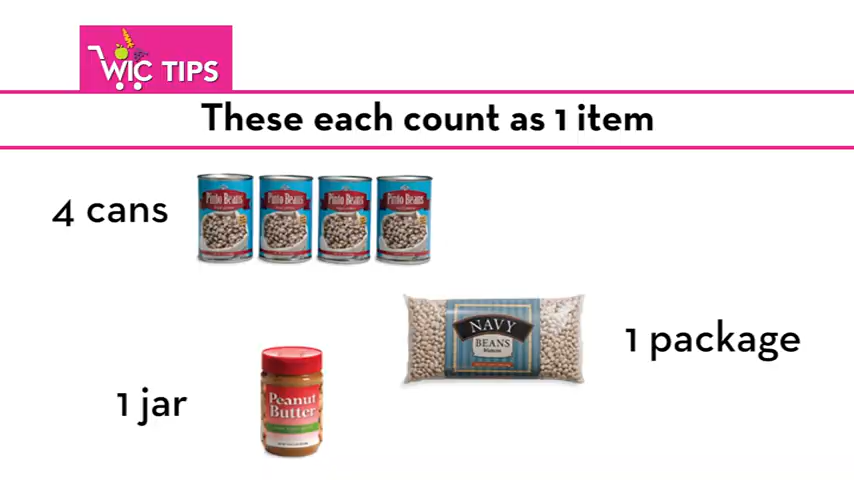 WIC TIPS
These each count as 1 item
4 cans
Pinto Beans
Pinto Beans
Pinto Beans
Pinto Beans
NAVY
BEANS
1 package
1 jar
Peanut
Butter